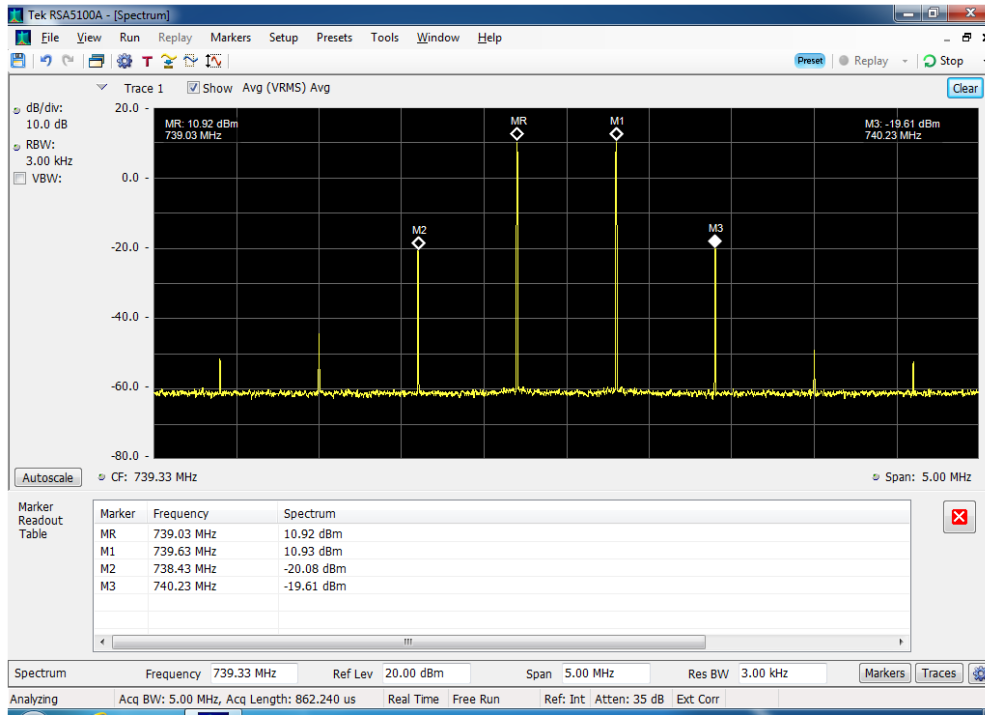 Tek RSA5100A - [Spectrum]
File View Run Replay Markers Setup Presets Tools Window Help
T Preset Replay Stop
Trace 1 Show Avg (VRMS) Avg Clear
dB/div:
10.0 dB
RBW:
3.00 kHz
VBW:
20.0
0.0
-20.0
-40.0
-60.0
-80.0
MR: 10.92 dBm
739.03 MHz
M3: -19.61 dBm
740.23 MHz
MR
M1
M2
M3
Autoscale CF: 739.33 MHz Span: 5.00 MHz
Marker
Readout
Table
Marker Frequency Spectrum
MR 739.03 MHz 10.92 dBm
M1 739.63 MHz 10.93 dBm
M2 738.43 MHz -20.08 dBm
M3 740.23 MHz -19.61 dBm
Spectrum Frequency 739.33 MHz Ref Lev 20.00 dBm Span 5.00 MHz Res BW 3.00 kHz Markers Traces
Analyzing Acq BW: 5.00 MHz, Acq Length: 862.240 us Real Time Free Run Ref: Int Atten: 35 dB Ext Corr